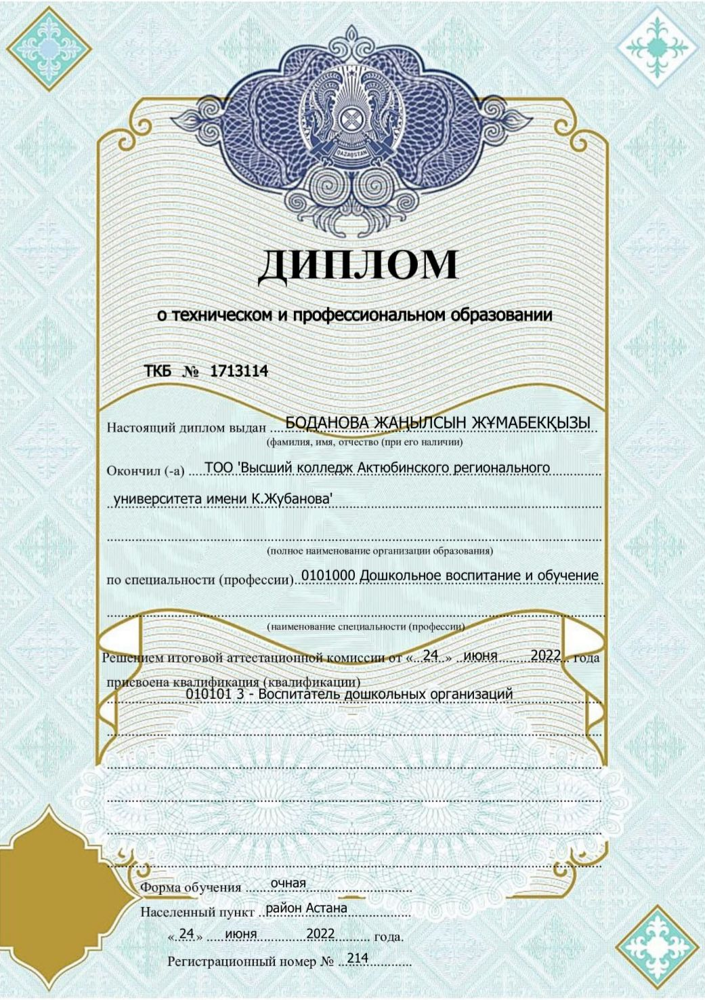 QAZAQSTAN
ДИПЛОМ
о техническом и профессиональном образовании
ТКБ № 1713114
Настоящий диплом выдан БОДАНОВА ЖАҢЫЛСЫН ЖҰМАБЕКҚЫЗЫ
(фамилия, имя, отчество (при его наличии)
Окончил (-а) ТОО 'Высший колледж Актюбинского регионального
университета имени К.Жубанова'
(полное наименование организации образования)
по специальности (профессии) 0101000 Дошкольное воспитание и обучение
(наименование специальности (профессии)
Решением итоговой аттестационной комиссии от «24» июня 2022 года
присвоена квалификация (квалификации)
010101 3 - Воспитатель дошкольных организаций
Форма обучения очная
Населенный пункт район Астана
«24» июня 2022 года.
Регистрационный номер № 214